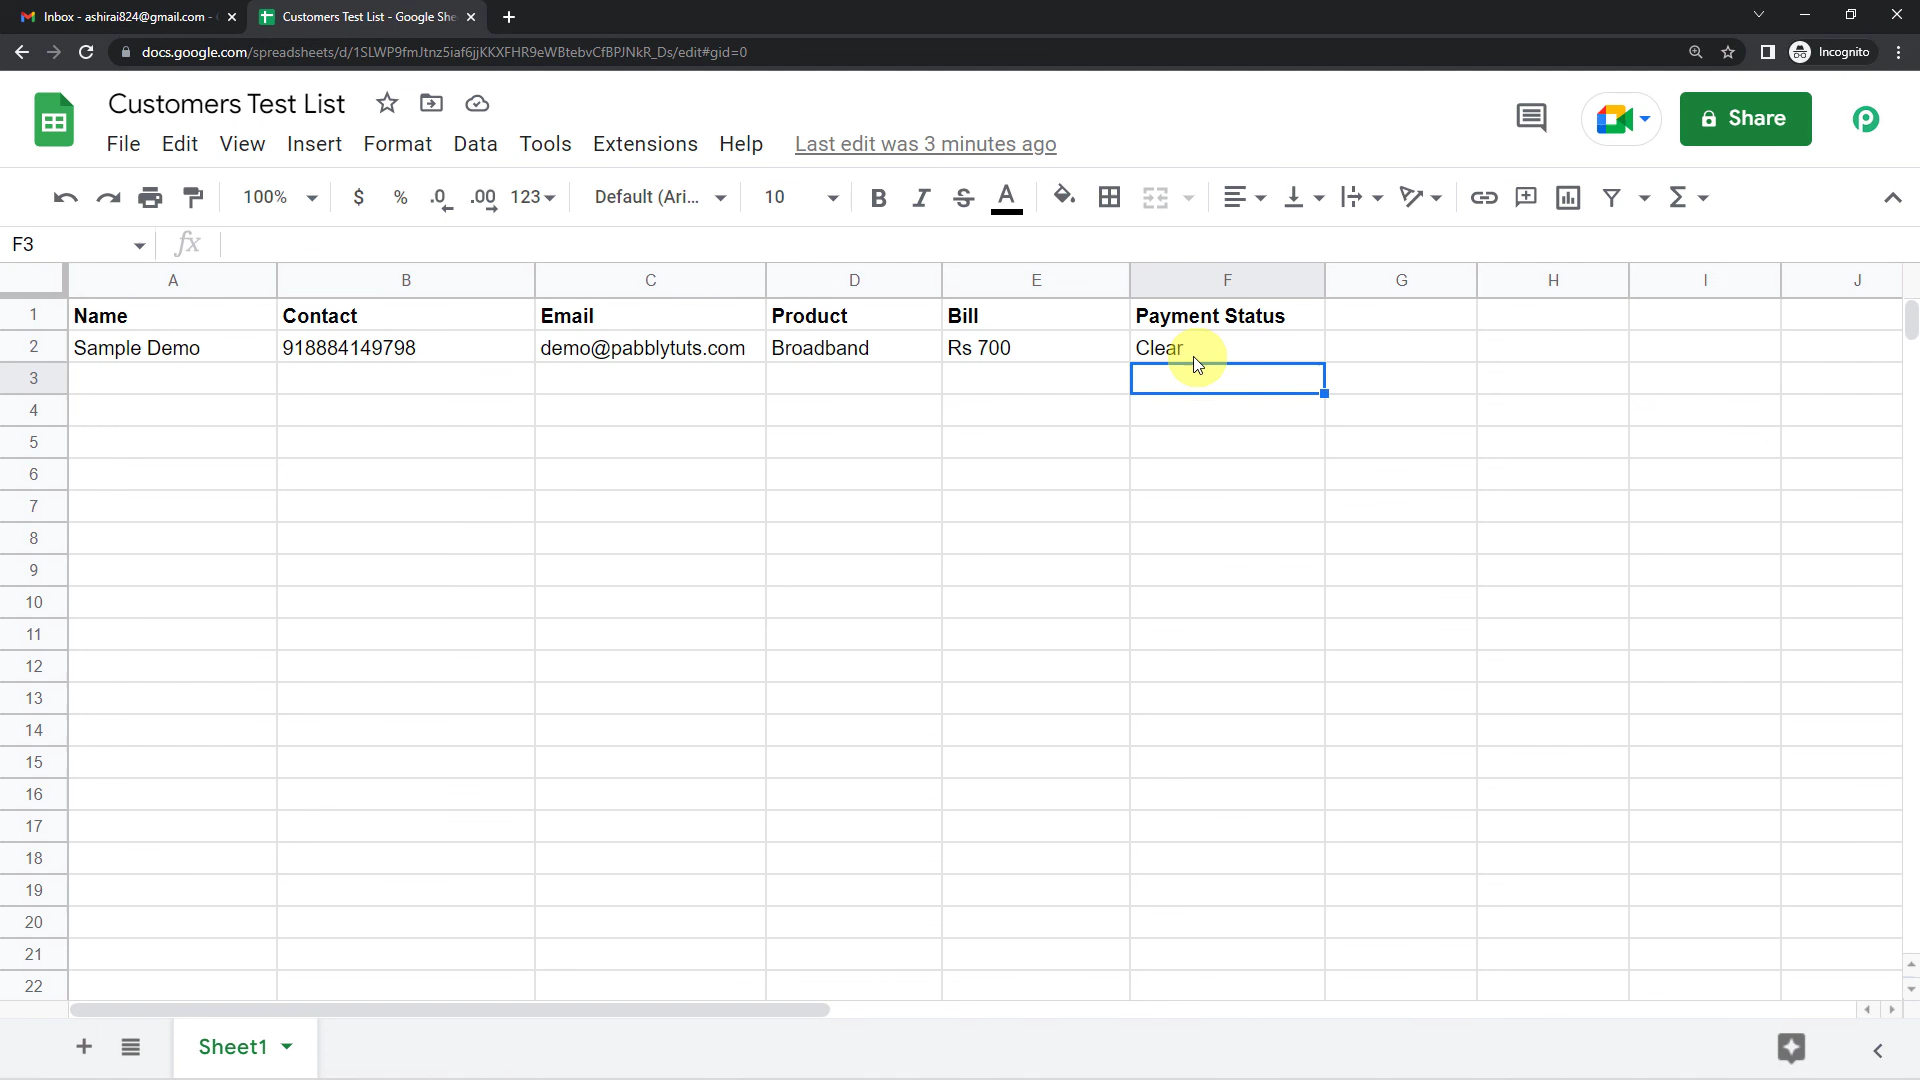 Inbox - ashirai824@gmail.com -
Customers Test List - Google She
docs.google.com/spreadsheets/d/1SLWP9fmJtnz5iaf6jjKKXFHR9eWBtebvCfBPJNkR_Ds/edit#gid=0
Incognito
Customers Test List
File Edit View Insert Format Data Tools Extensions Help Last edit was 3 minutes ago
Share
100% $ % .0 .00 123 Default (Ari... 10 B I S A
F3 fx
A B C D E F G H I J
1 Name Contact Email Product Bill Payment Status
2 Sample Demo 918884149798 demo@pabblytuts.com Broadband Rs 700 Clear
3
4
5
6
7
8
9
10
11
12
13
14
15
16
17
18
19
20
21
22
Sheet1